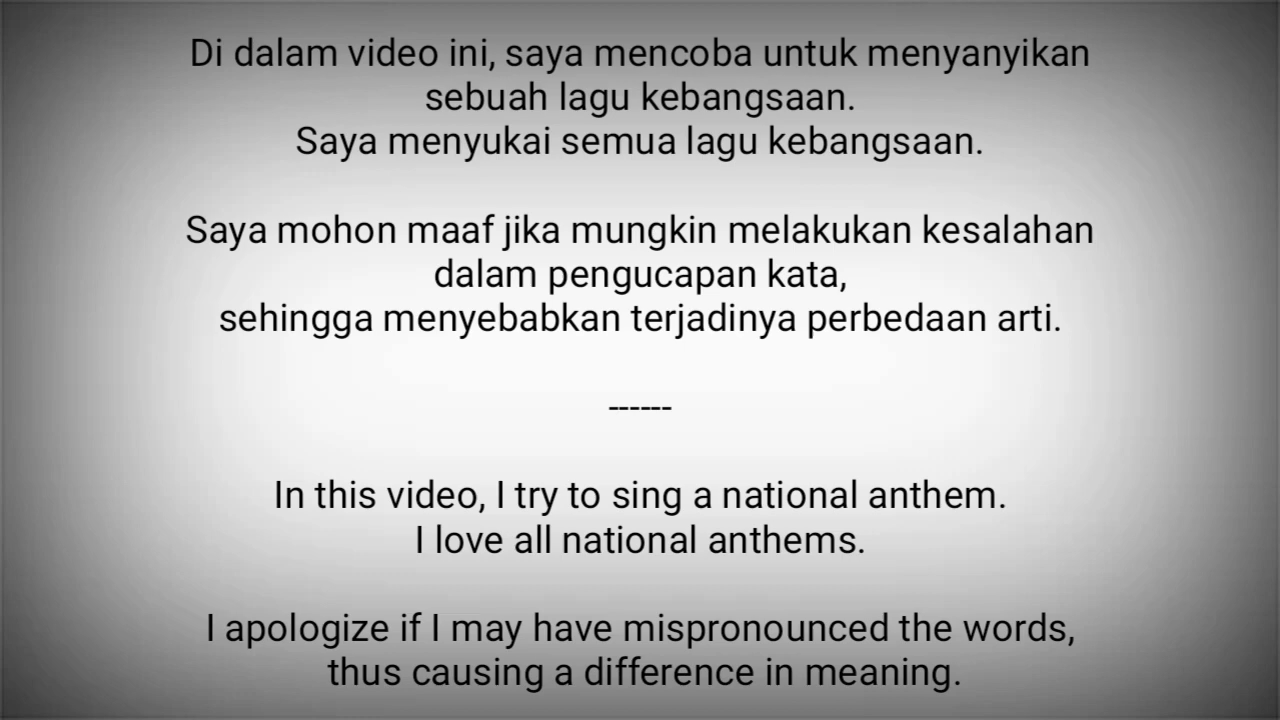 Di dalam video ini, saya mencoba untuk menyanyikan
sebuah lagu kebangsaan.
Saya menyukai semua lagu kebangsaan.
Saya mohon maaf jika mungkin melakukan kesalahan
dalam pengucapan kata,
sehingga menyebabkan terjadinya perbedaan arti.
------
In this video, I try to sing a national anthem.
I love all national anthems.
I apologize if I may have mispronounced the words,
thus causing a difference in meaning.